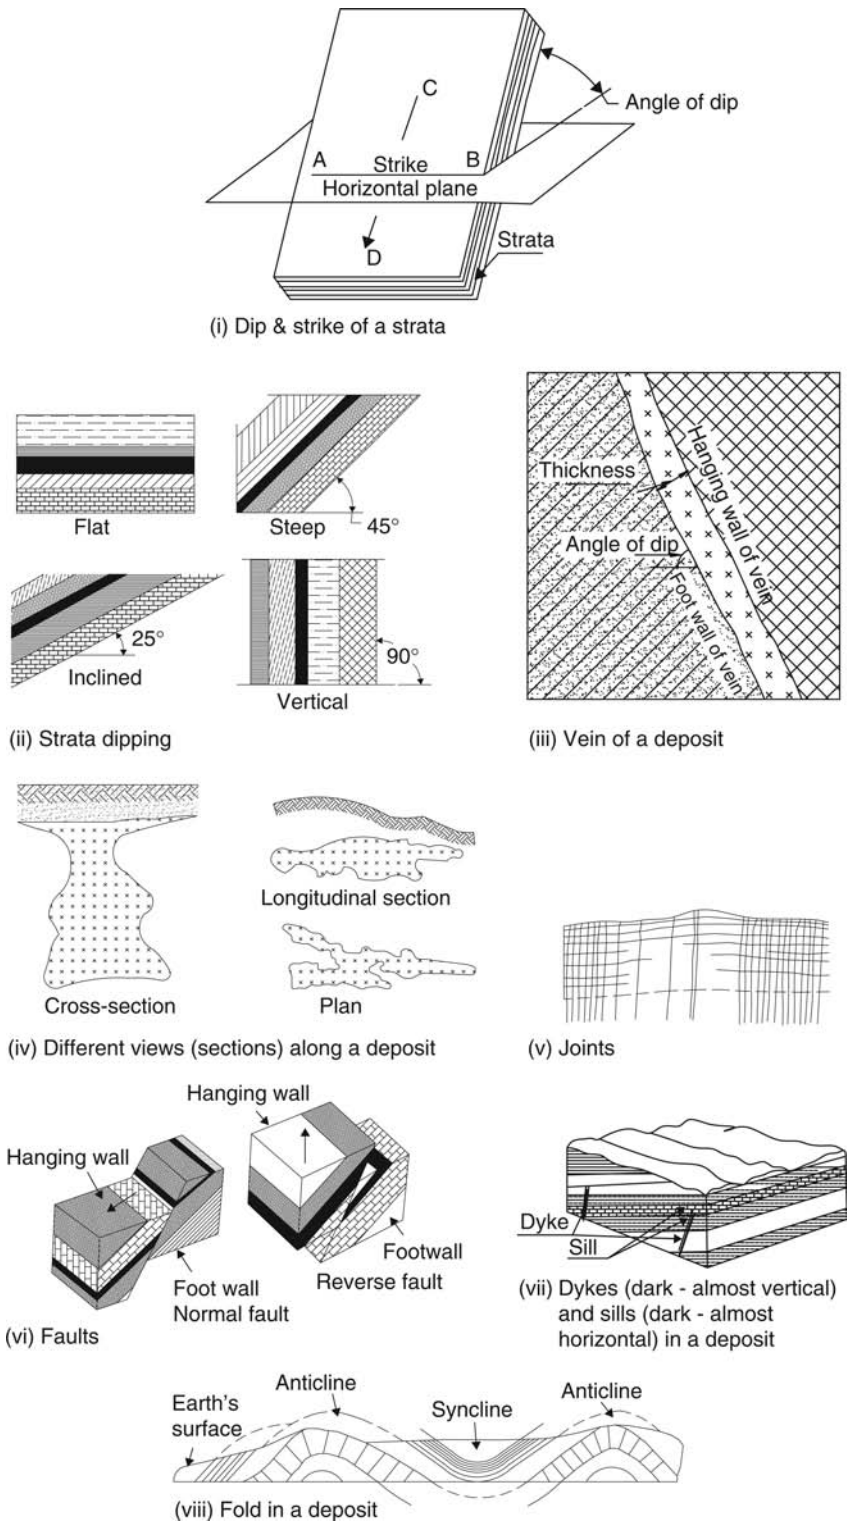 C
Angle of dip
A
Strike
B
Horizontal plane
D
Strata
(i) Dip & strike of a strata
Flat
Steep
45°
25°
Inclined
90°
Vertical
(ii) Strata dipping
Thickness
Hanging wall of vein
Angle of dip
Foot wall of vein
(iii) Vein of a deposit
Cross-section
Longitudinal section
Plan
(iv) Different views (sections) along a deposit
(v) Joints
Hanging wall
Hanging wall
Foot wall
Normal fault
Footwall
Reverse fault
(vi) Faults
Dyke
Sill
(vii) Dykes (dark - almost vertical)
and sills (dark - almost
horizontal) in a deposit
Earth's
surface
Anticline
Syncline
Anticline
(viii) Fold in a deposit